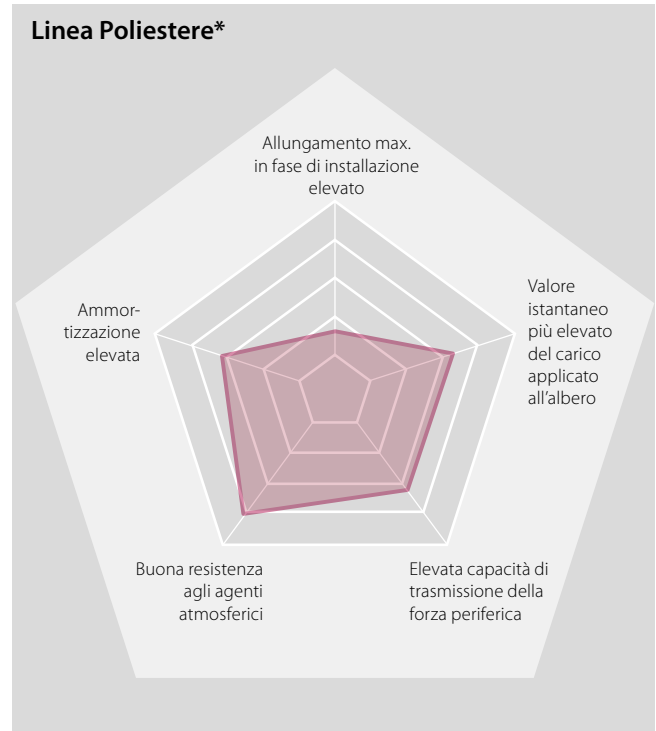 Linea Poliestere*
Allungamento max.
in fase di installazione
elevato
Valore
istantaneo
più elevato
del carico
applicato
all'albero
Ammor-
tizzazione
elevata
Buona resistenza
agli agenti
atmosferici
Elevata capacità di
trasmissione della
forza periferica